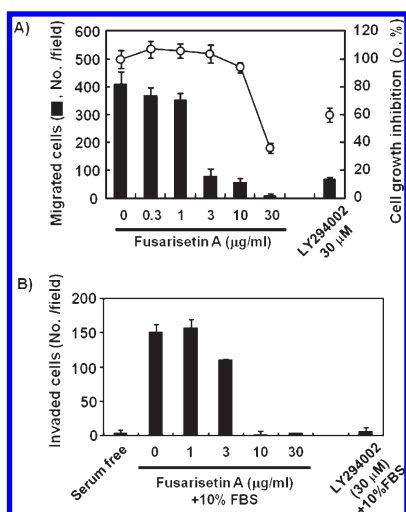 A)
Migrated cells (■, No. /field)
600
500
400
300
200
100
0
120
100
80
60
40
20
0
Cell growth inhibition (o, %)
0 0.3 1 3 10 30
Fusarisetin A (μg/ml)
LY294002
30 μM
B)
Invaded cells (No. /field)
200
150
100
50
0
Serum free
0 1 3 10 30
Fusarisetin A (μg/ml)
+10% FBS
LY294002
(30 μM)
+10%FBS